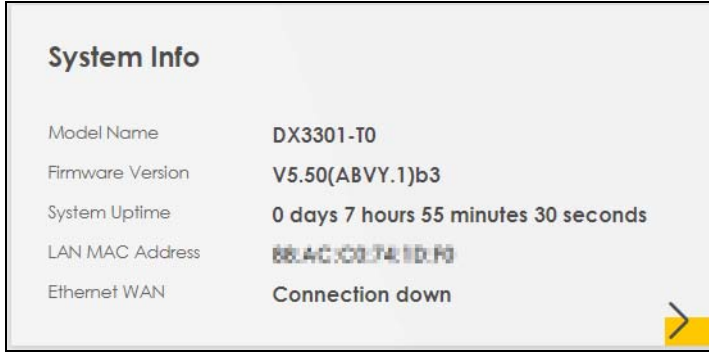 System Info
Model Name DX3301-T0
Firmware Version V5.50(ABVY.1)b3
System Uptime 0 days 7 hours 55 minutes 30 seconds
LAN MAC Address
Ethernet WAN Connection down